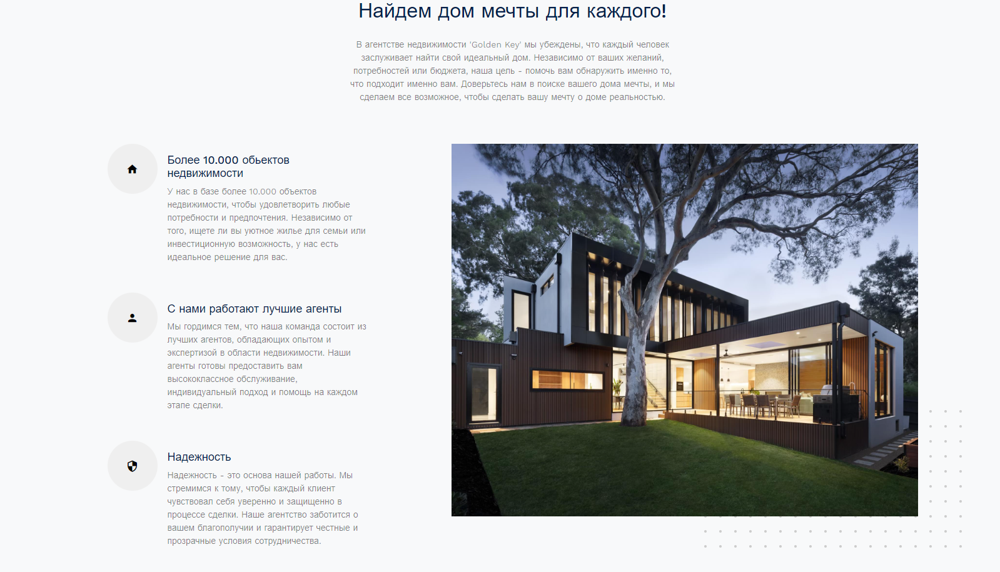 Найдем дом мечты для каждого!
В агентстве недвижимости 'Golden Key' мы убеждены, что каждый человек
заслуживает найти свой идеальный дом. Независимо от ваших желаний,
потребностей или бюджета, наша цель - помочь вам обнаружить именно то,
что подходит именно вам. Доверьтесь нам в поиске вашего дома мечты, и мы
сделаем все возможное, чтобы сделать вашу мечту о доме реальностью.
Более 10.000 обьектов
недвижимости
У нас в базе более 10.000 объектов
недвижимости, чтобы удовлетворить любые
потребности и предпочтения. Независимо от
того, ищете ли вы уютное жилье для семьи или
инвестиционную возможность, у нас есть
идеальное решение для вас.
С нами работают лучшие агенты
Мы гордимся тем, что наша команда состоит из
лучших агентов, обладающих опытом и
экспертизой в области недвижимости. Наши
агенты готовы предоставить вам
высококлассное обслуживание,
индивидуальный подход и помощь на каждом
этапе сделки.
Надежность
Надежность - это основа нашей работы. Мы
стремимся к тому, чтобы каждый клиент
чувствовал себя уверенно и защищенно в
процессе сделки. Наше агентство заботится о
вашем благополучии и гарантирует честные и
прозрачные условия сотрудничества.